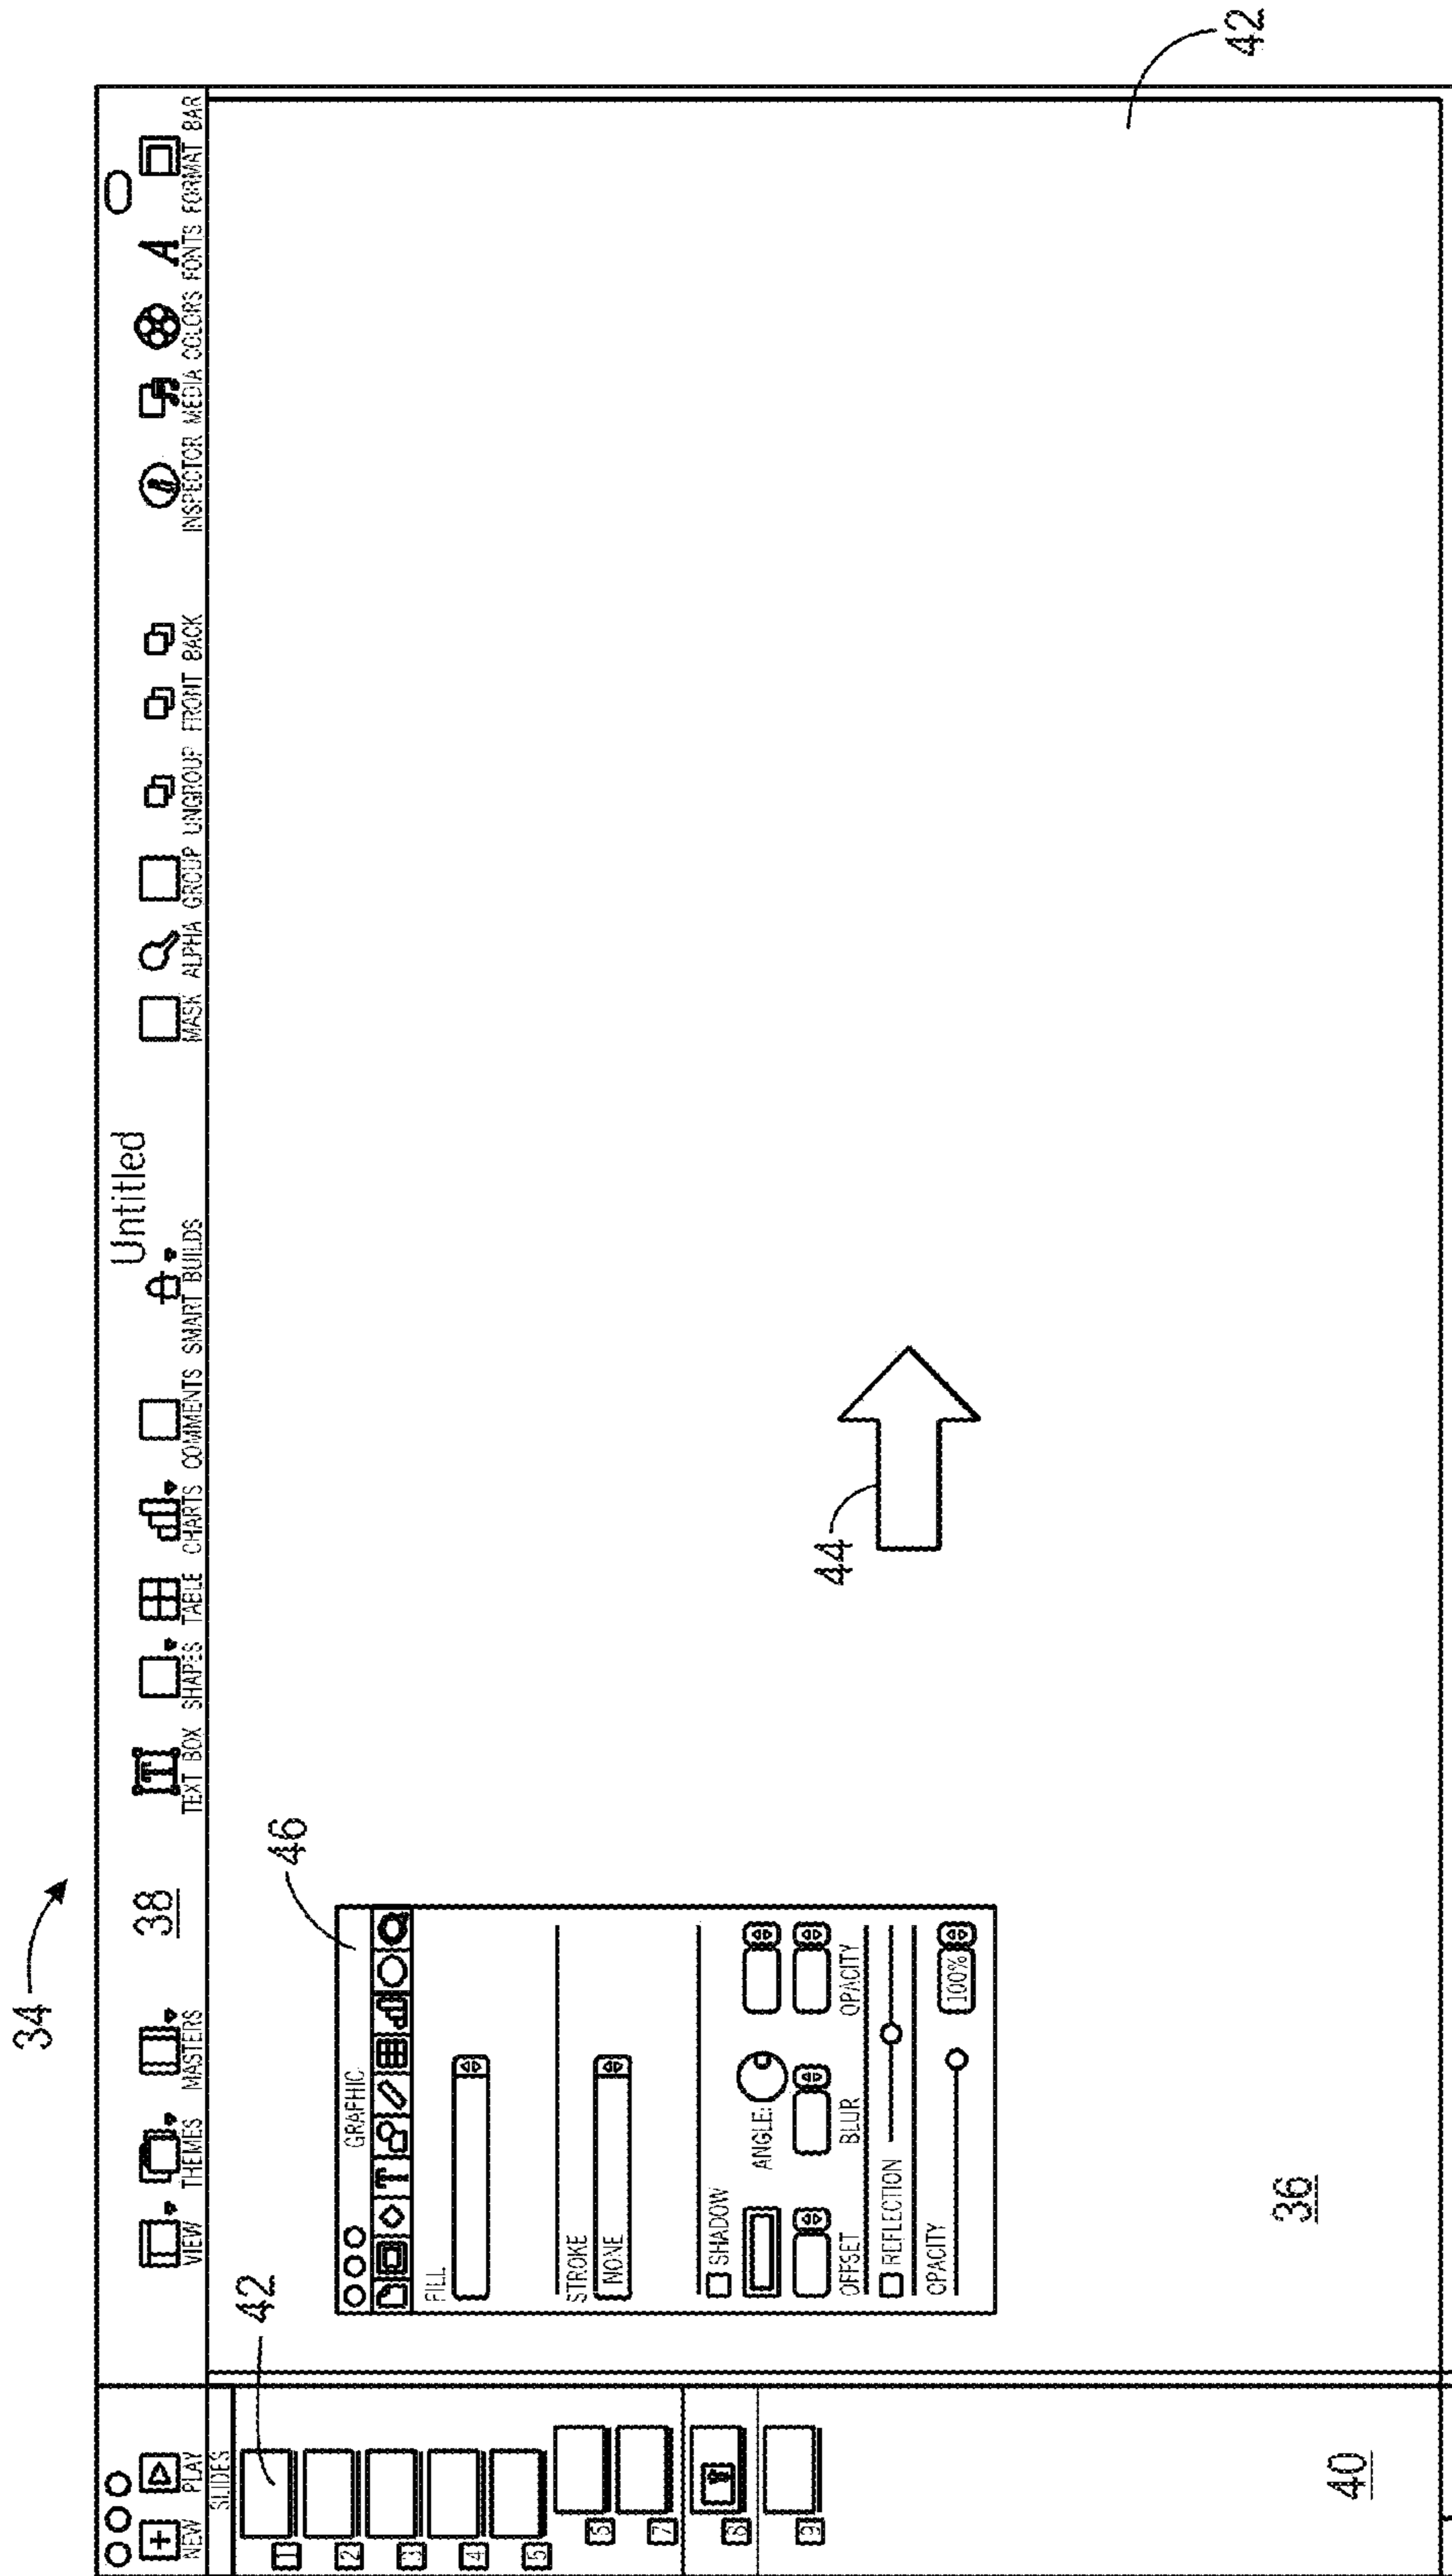 34
Untitled
NEW PLAY VIEW THEMES MASTERS 38 TEXT BOX SHAPES TABLE CHARTS COMMENTS SMART BUILDS MASK ALPHA GROUP UNGROUP FRONT BACK INSPECTOR MEDIA COLORS FONTS FORMAT BAR
SLIDES
42
1
2
3
4
5
7
8
9
40
46
GRAPHIC
T
FILL
STROKE
NONE
SHADOW
ANGLE:
OFFSET BLUR OPACITY
REFLECTION
OPACITY
100%
44
36
42